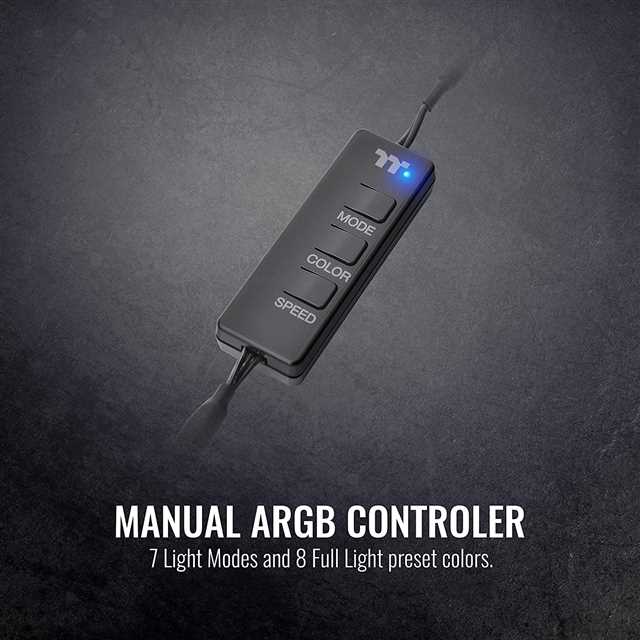 MODE
COLOR
SPEED
MANUAL ARGB CONTROLER
7 Light Modes and 8 Full Light preset colors.